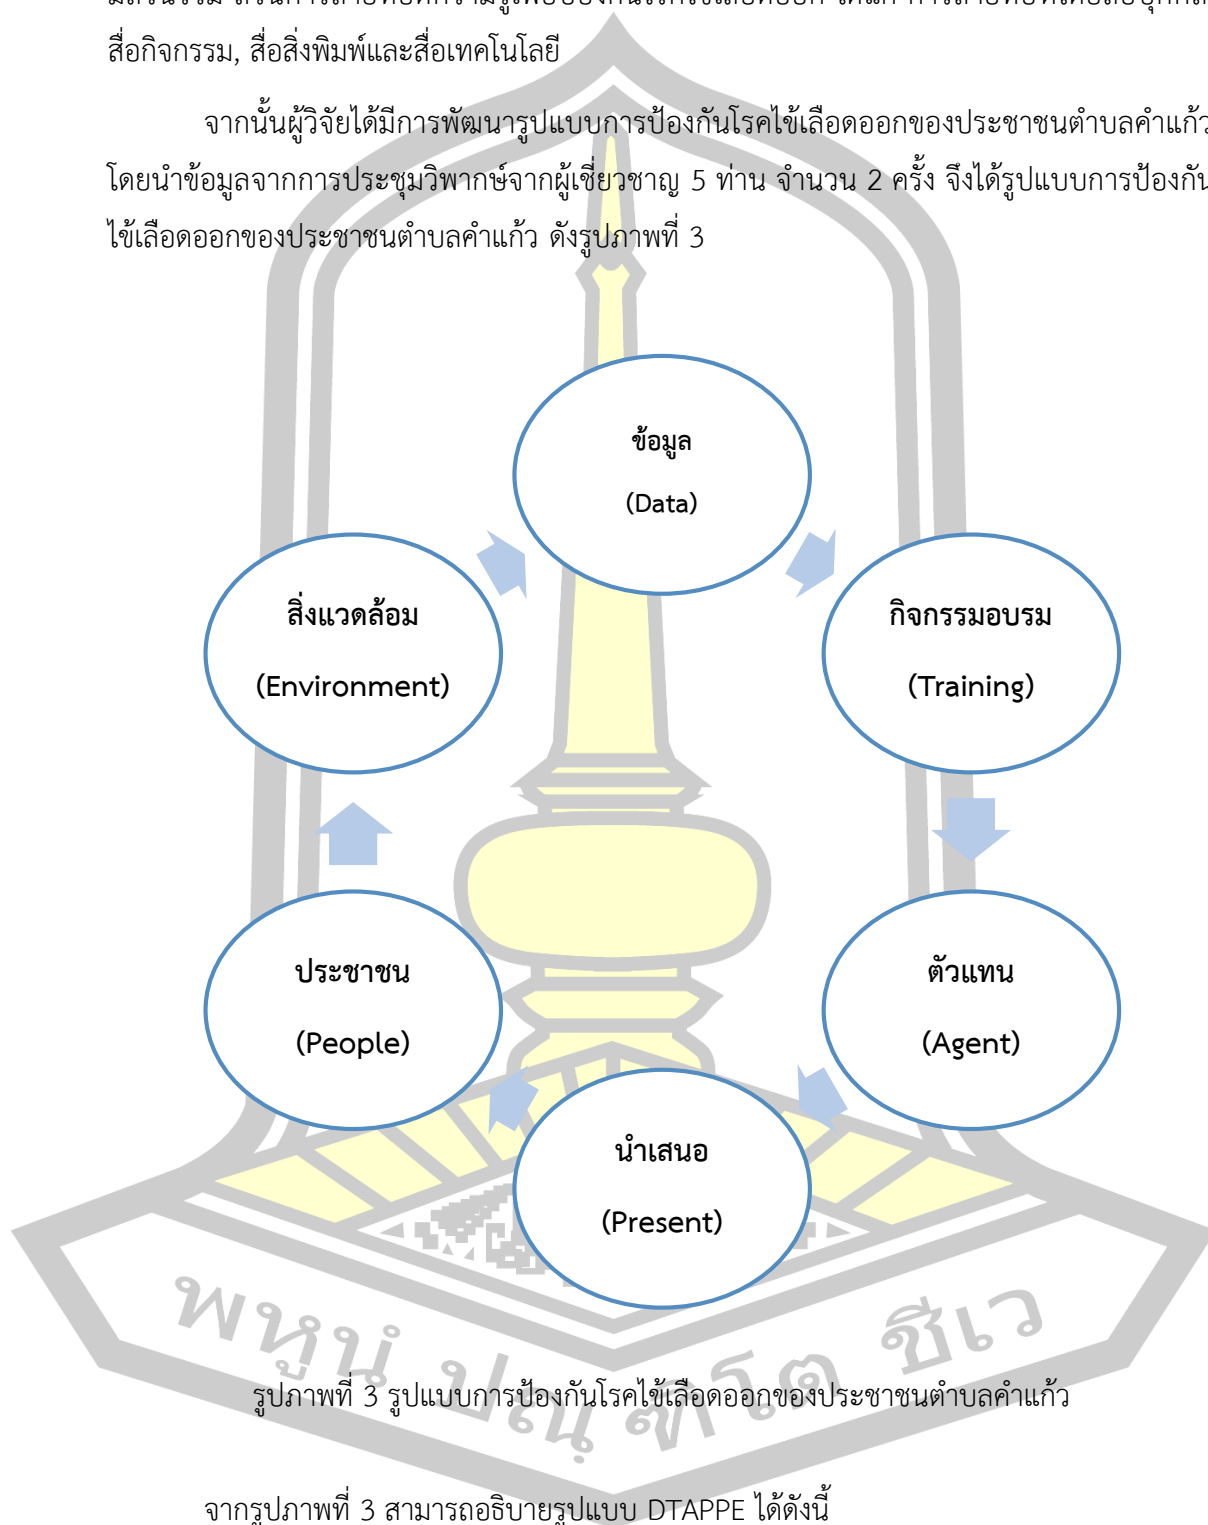 สื่อกิจกรรม, สื่อสิ่งพิมพ์และสื่อเทคโนโลยี
จากนั้นผู้วิจัยได้มีการพัฒนารูปแบบการป้องกันโรคไข้เลือดออกของประชาชนตำบลคำแก้ว
โดยนำข้อมูลจากการประชุมวิพากษ์จากผู้เชี่ยวชาญ 5 ท่าน จำนวน 2 ครั้ง จึงได้รูปแบบการป้องกัน
ไข้เลือดออกของประชาชนตำบลคำแก้ว ดังรูปภาพที่ 3
ข้อมูล
(Data)
สิ่งแวดล้อม
(Environment)
กิจกรรมอบรม
(Training)
ประชาชน
(People)
ตัวแทน
(Agent)
นำเสนอ
(Present)
พหูนํ ปณฺฑิโต ชีเว
รูปภาพที่ 3 รูปแบบการป้องกันโรคไข้เลือดออกของประชาชนตำบลคำแก้ว
จากรูปภาพที่ 3 สามารถอธิบายรูปแบบ DTAPPE ได้ดังนี้